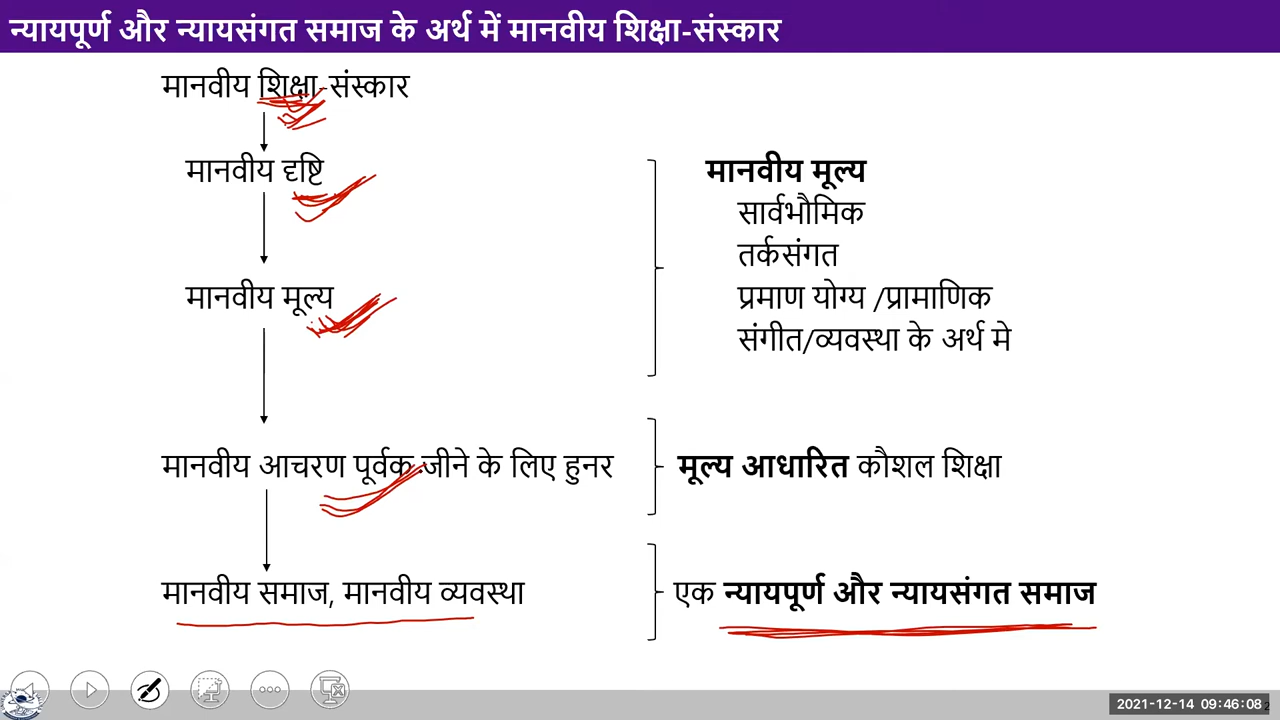 न्यायपूर्ण और न्यायसंगत समाज के अर्थ में मानवीय शिक्षा-संस्कार
मानवीय शिक्षा-संस्कार
मानवीय दृष्टि
मानवीय मूल्य
मानवीय आचरण पूर्वक जीने के लिए हुनर
मानवीय समाज, मानवीय व्यवस्था
मानवीय मूल्य
सार्वभौमिक
तर्कसंगत
प्रमाण योग्य /प्रामाणिक
संगीत/व्यवस्था के अर्थ मे
मूल्य आधारित कौशल शिक्षा
एक न्यायपूर्ण और न्यायसंगत समाज
2021-12-14 09:46:08